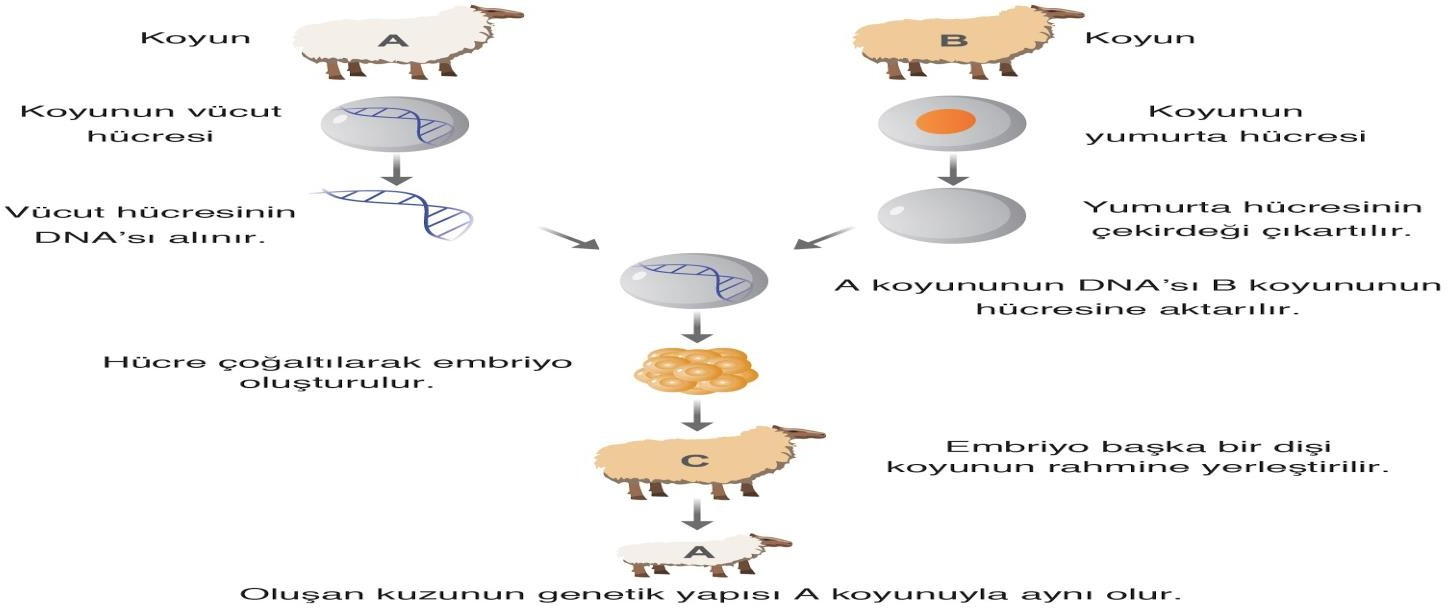 Koyun
A
B
Koyun
Koyunun vücut
hücresi
Koyunun
yumurta hücresi
Vücut hücresinin
DNA'sı alınır.
Yumurta hücresinin
çekirdeği çıkartılır.
A koyununun DNA'sı B koyununun
hücresine aktarılır.
Hücre çoğaltılarak embriyo
oluşturulur.
C
Embriyo başka bir dişi
koyunun rahmine yerleştirilir.
A
Oluşan kuzunun genetik yapısı A koyunuyla aynı olur.